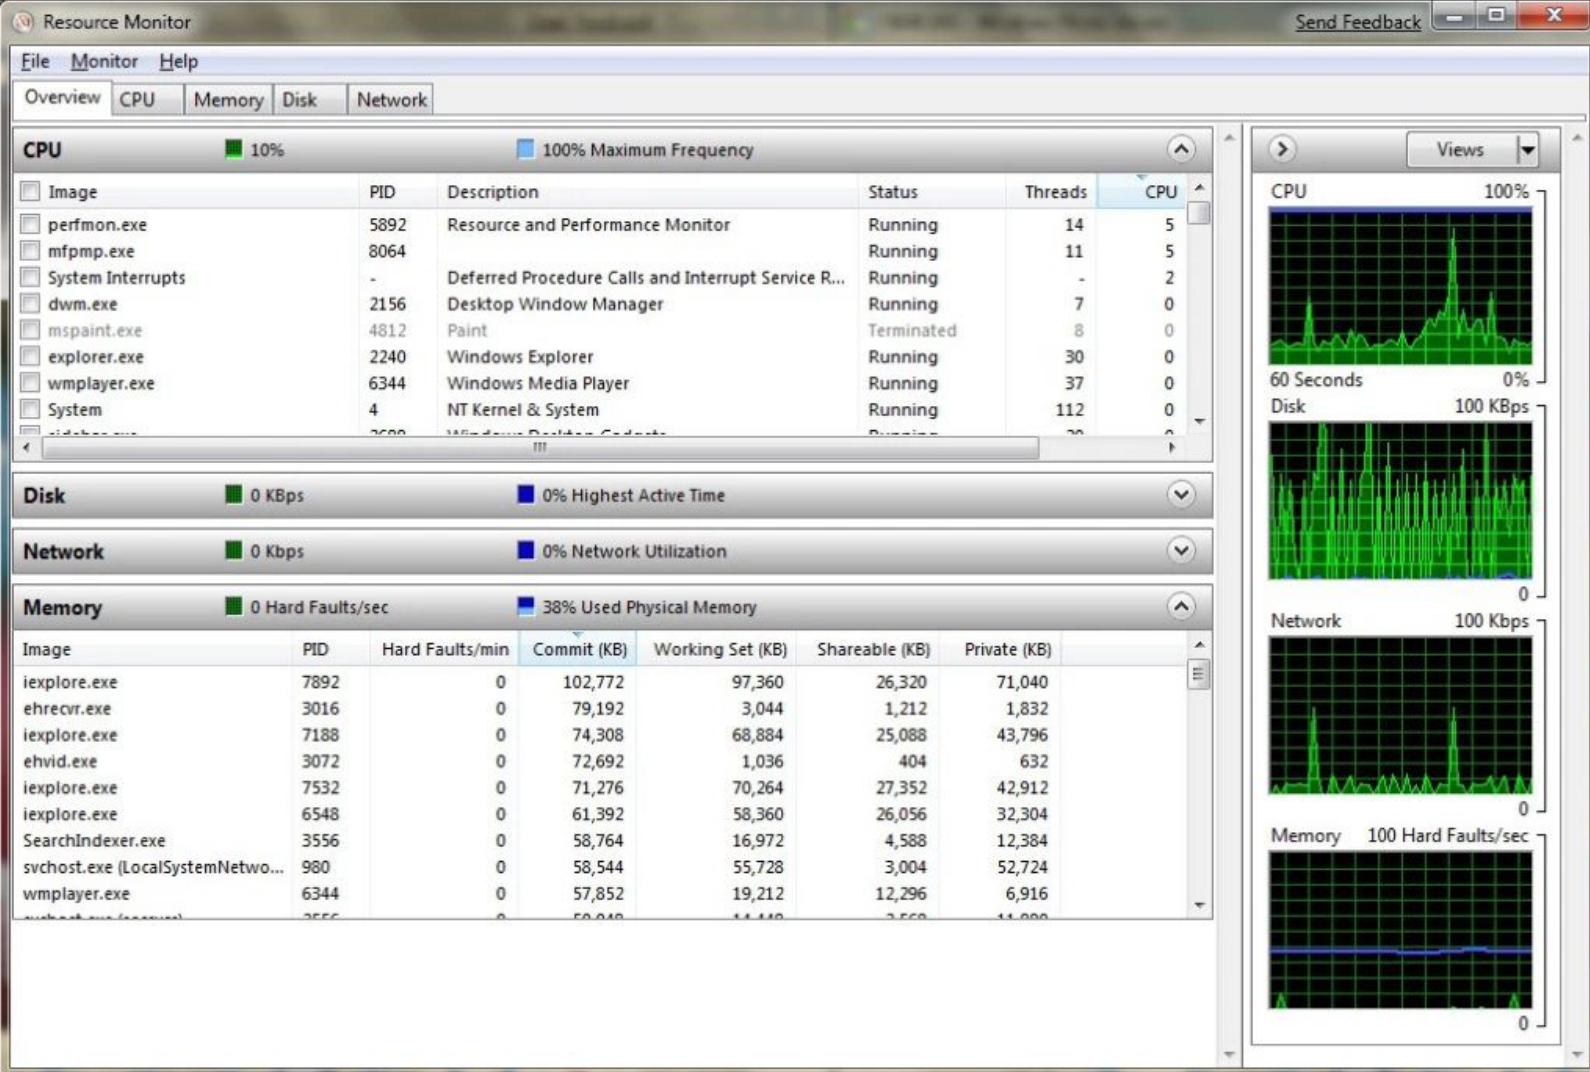 Resource Monitor
Send Feedback
File Monitor Help
Overview CPU Memory Disk Network
CPU 10% 100% Maximum Frequency
Image PID Description Status Threads CPU
perfmon.exe 5892 Resource and Performance Monitor Running 14 5
mfpmp.exe 8064 Running 11 5
System Interrupts - Deferred Procedure Calls and Interrupt Service R... Running - 2
dwm.exe 2156 Desktop Window Manager Running 7 0
mspaint.exe 4812 Paint Terminated 8 0
explorer.exe 2240 Windows Explorer Running 30 0
wmplayer.exe 6344 Windows Media Player Running 37 0
System 4 NT Kernel & System Running 112 0
Disk 0 KBps 0% Highest Active Time
Network 0 Kbps 0% Network Utilization
Memory 0 Hard Faults/sec 38% Used Physical Memory
Image PID Hard Faults/min Commit (KB) Working Set (KB) Shareable (KB) Private (KB)
iexplore.exe 7892 0 102,772 97,360 26,320 71,040
ehrecvr.exe 3016 0 79,192 3,044 1,212 1,832
iexplore.exe 7188 0 74,308 68,884 25,088 43,796
ehvid.exe 3072 0 72,692 1,036 404 632
iexplore.exe 7532 0 71,276 70,264 27,352 42,912
iexplore.exe 6548 0 61,392 58,360 26,056 32,304
SearchIndexer.exe 3556 0 58,764 16,972 4,588 12,384
svchost.exe (LocalSystemNetwo... 980 0 58,544 55,728 3,004 52,724
wmplayer.exe 6344 0 57,852 19,212 12,296 6,916
Views
CPU 100%
60 Seconds 0%
Disk 100 KBps
0
Network 100 Kbps
0
Memory 100 Hard Faults/sec
0